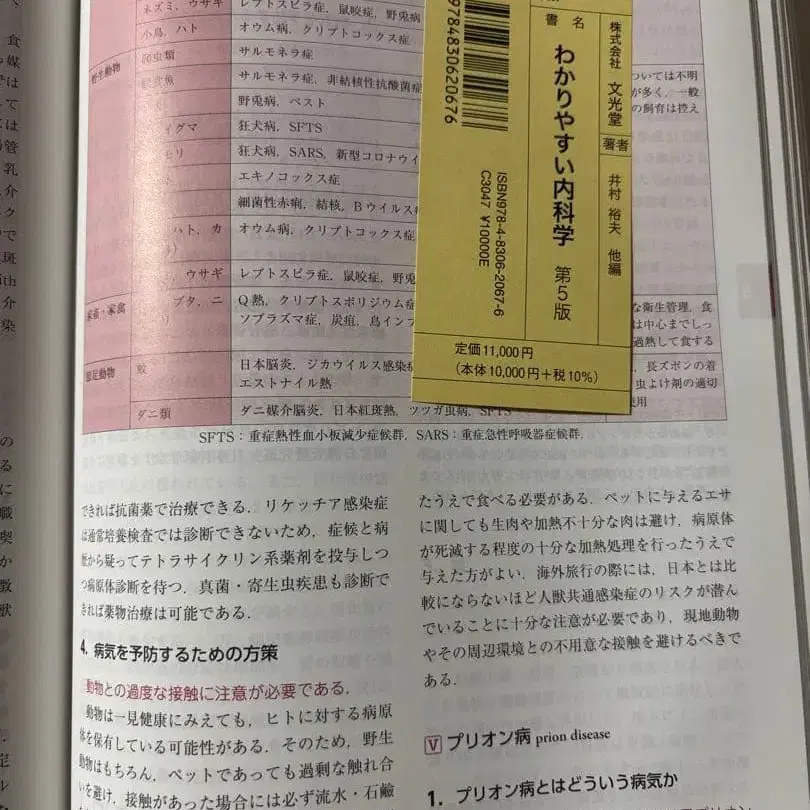 ネズミ, ウサギ
レプトスピラ症, 鼠咬症, 野兎病
小鳥, ハト
オウム病, クリプトコックス症
野生動物
爬虫類
サルモネラ症
サルモネラ症, 非結核性抗酸菌症
野兎病, ペスト
イグマ
狂犬病, SFTS
狂犬病, SARS, 新型コロナウイ
エキノコックス症
細菌性赤痢, 結核, Bウイルス
ハト, カ
オウム病, クリプトコックス症
ウサギ
レプトスピラ症, 鼠咬症, 野兎
家畜・家禽
ブタ, ニ
Q熱, クリプトスポリジウム症
ソプラズマ症, 炭疽, 鳥インフ
節足動物
蚊
日本脳炎, ジカウイルス感染
エストナイル熱
ダニ類
ダニ媒介脳炎, 日本紅斑熱, ツツガ虫病, SFTS
ついては不明
が多く, 一般
の飼育は控え
な衛生管理, 食
は中心までしっ
過熱して食する
長ズボンの着
虫よけ剤の適切
使用
SFTS:重症熱性血小板減少症候群, SARS:重症急性呼吸器症候群.
9784830620676
ISBN978-4-8306-2067-6
C3047 ¥10000E
書名
わかりやすい内科学 第5版
株式会社 文光堂
著者
井村 裕夫 他編
定価11,000円
(本体10,000円+税10%)
できれば抗菌薬で治療できる. リケッチア感染症
は通常培養検査では診断できないため, 症候と病
歴から疑ってテトラサイクリン系薬剤を投与しつ
つ病原体診断を待つ. 真菌・寄生虫疾患も診断で
きれば薬物治療は可能である.
4. 病気を予防するための方策
動物との過度な接触に注意が必要である.
動物は一見健康にみえても, ヒトに対する病原
体を保有している可能性がある. そのため, 野生
動物はもちろん, ペットであっても過剰な触れ合
いを避け, 接触があった場合には必ず流水・石鹸
たうえで食べる必要がある. ペットに与えるエサ
に関しても生肉や加熱不十分な肉は避け, 病原体
が死滅する程度の十分な加熱処理を行ったうえで
与えた方がよい. 海外旅行の際には, 日本とは比
較にならないほど人獣共通感染症のリスクが潜ん
でいることに十分な注意が必要であり, 現地動物
やその周辺環境との不用意な接触を避けるべきで
ある.
V プリオン病 prion disease
1. プリオン病とはどういう病気か